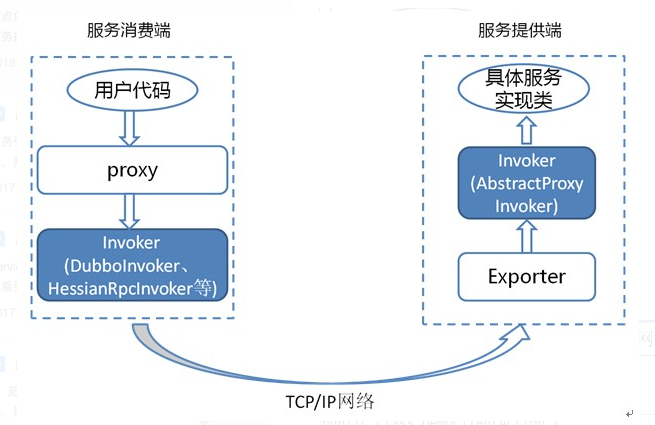 服务消费端
服务提供端
用户代码
proxy
Invoker
(DubboInvoker、
HessianRpcInvoker等)
具体服务
实现类
Invoker
(AbstractProxy
Invoker)
Exporter
TCP/IP网络